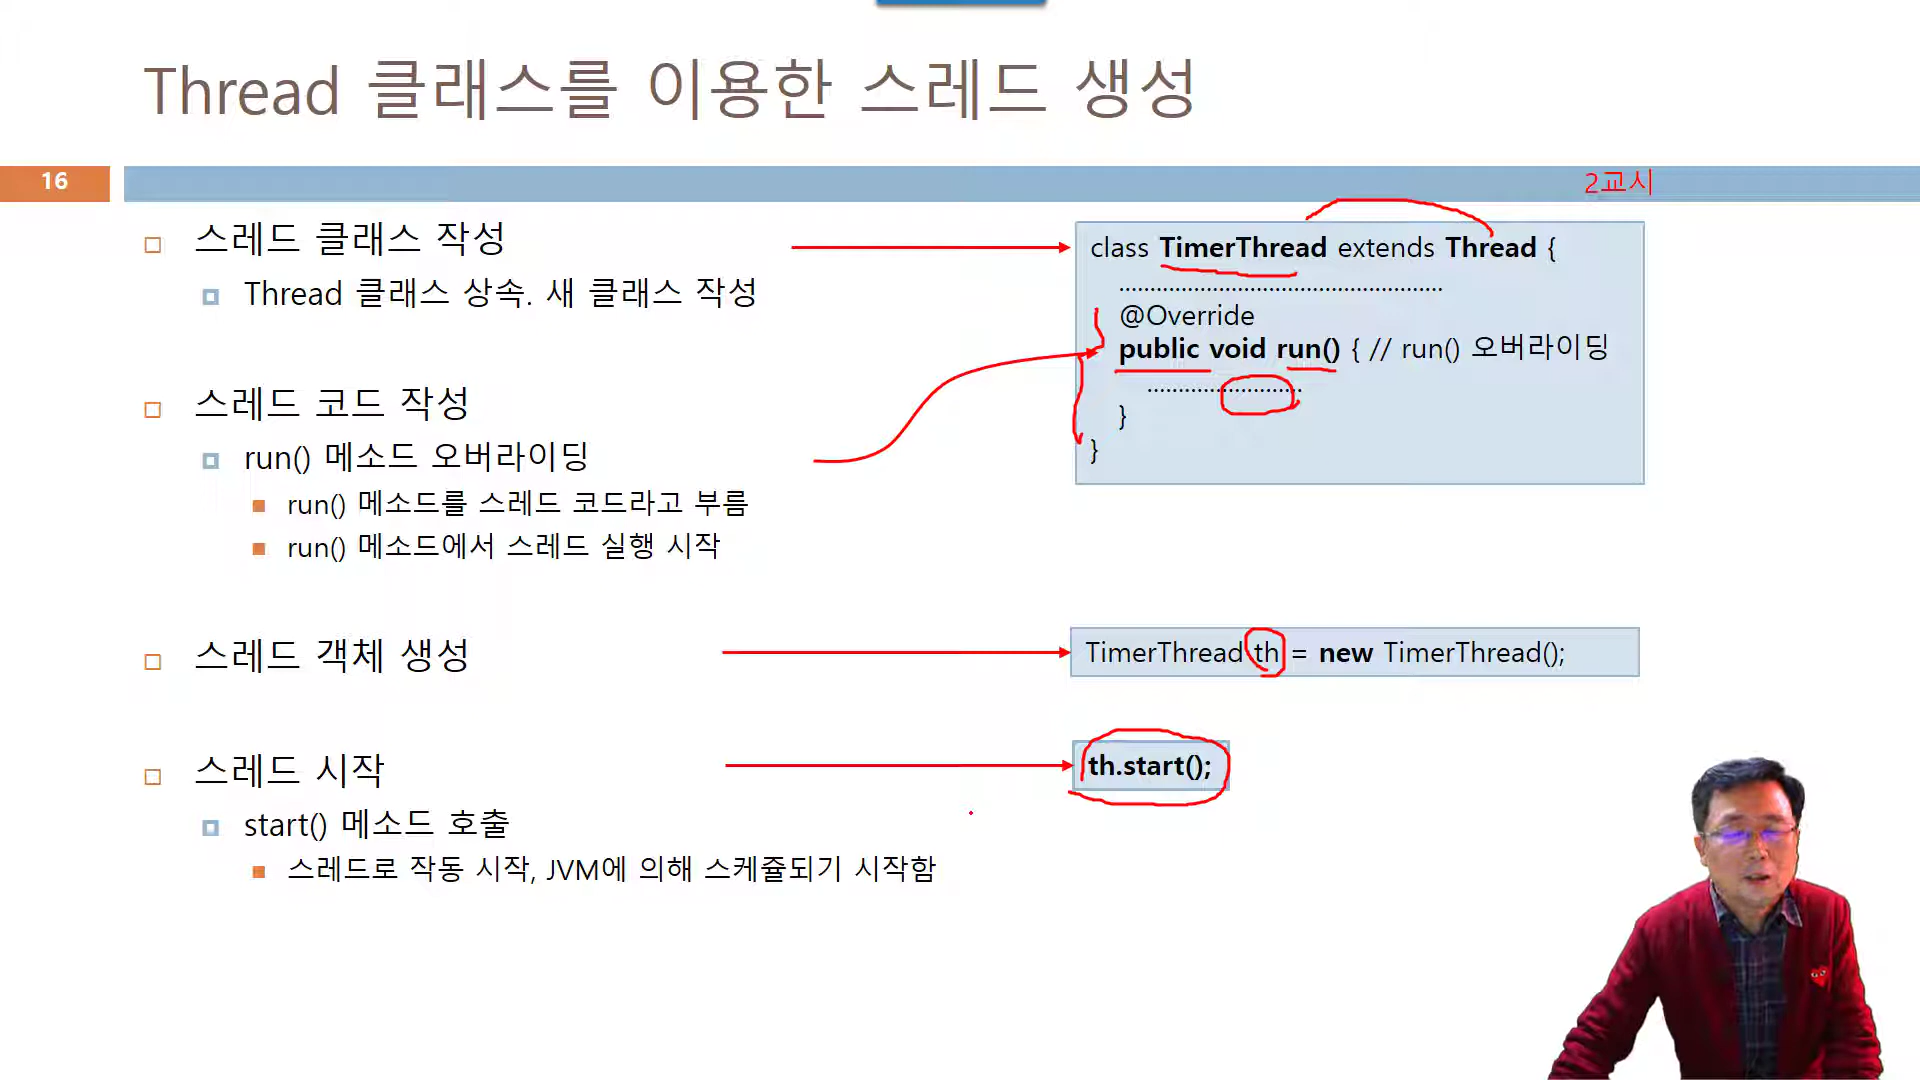 Thread 클래스를 이용한 스레드 생성
16
2교시
스레드 클래스 작성
Thread 클래스 상속. 새 클래스 작성
스레드 코드 작성
run() 메소드 오버라이딩
run() 메소드를 스레드 코드라고 부름
run() 메소드에서 스레드 실행 시작
스레드 객체 생성
스레드 시작
start() 메소드 호출
스레드로 작동 시작, JVM에 의해 스케쥴되기 시작함
class TimerThread extends Thread {
....................................................
@Override
public void run() { // run() 오버라이딩
.........................
}
}
TimerThread th = new TimerThread();
th.start();